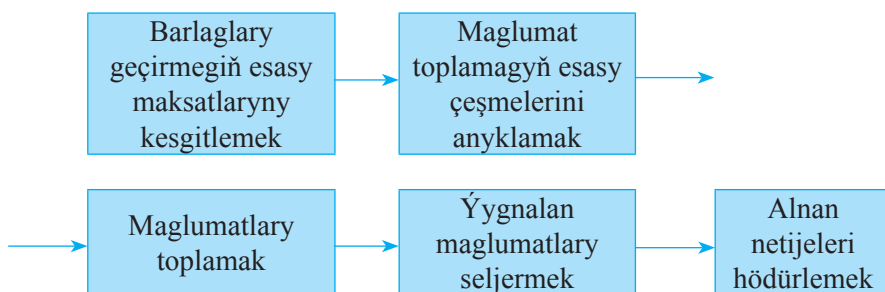 Barlaglary
geçirmegiň esasy
maksatlaryny
kesgitlemek
Maglumat
toplamagyň esasy
çeşmelerini
anyklamak
Maglumatlary
toplamak
Ýygnalan
maglumatlary
seljermek
Alnan
netijeleri
hödürlemek